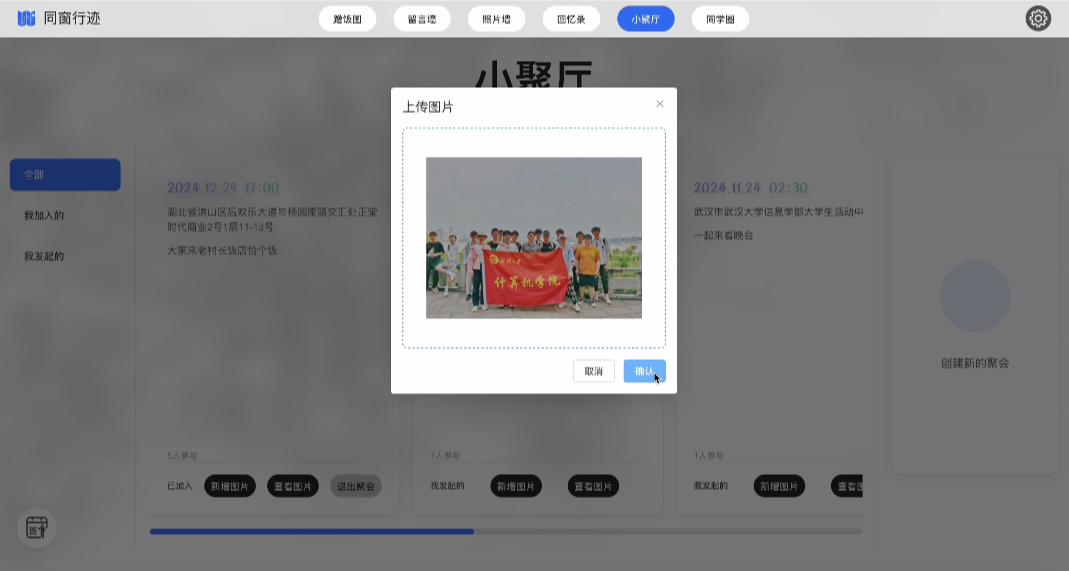 同窗行迹
蹭饭图
留言墙
照片墙
回忆录
小聚厅
同学圈
小聚厅
上传图片
计算机学院
取消
确认
全部
我加入的
我发起的
2024.12.29 17:00
湖北省洪山区后欢乐大道与杨园南路交汇处正堂
时代商业2号1层11-13号
大家来老村长饭店恰个饭
5人参与
已加入
新增图片
查看图片
退出聚会
1人参与
我发起的
新增图片
查看图片
2024.11.24 02:30
武汉市武汉大学信息学部大学生活动中
一起来看晚会
1人参与
我发起的
新增图片
查看
创建新的聚会